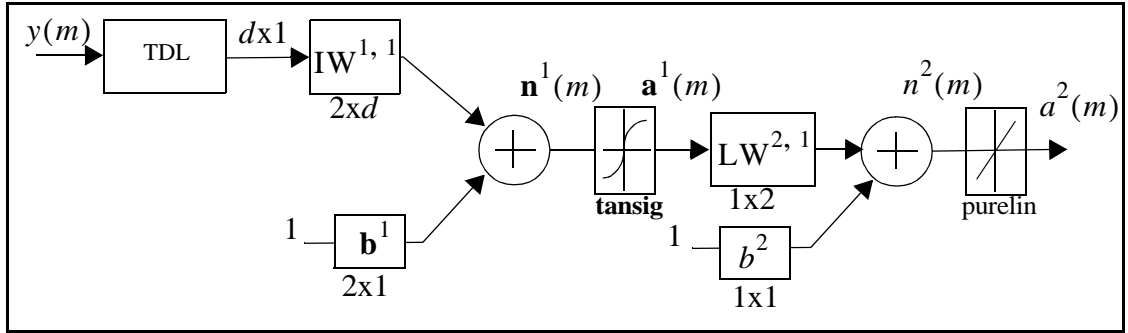 y(m)
TDL
dx1
IW^{1, 1}
2xd
n^1(m)
a^1(m)
tansig
LW^{2, 1}
1x2
n^2(m)
a^2(m)
purelin
1
b^1
2x1
1
b^2
1x1